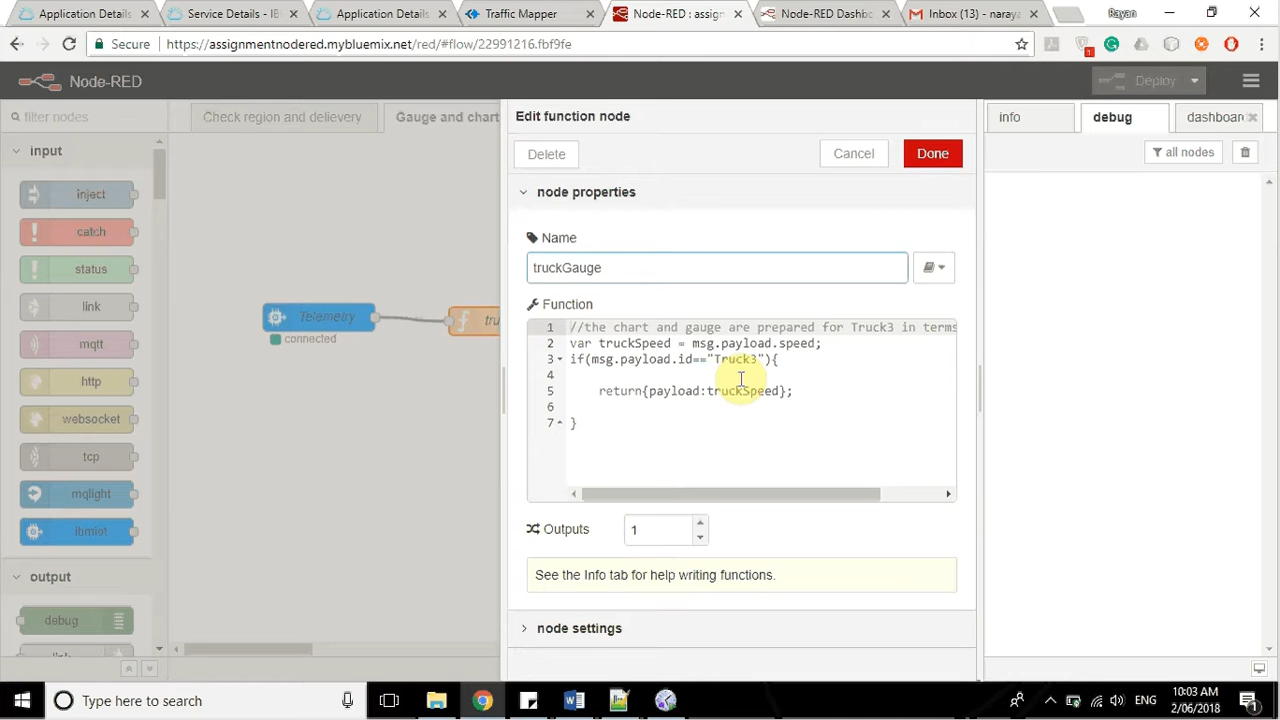 Application Details
Service Details - IB
Application Details
Traffic Mapper
Node-RED : assig
Node-RED Dashb
Inbox (13) - naraya
Rayan
Secure
https://assignmentnodered.mybluemix.net/red/#flow/22991216.fbf9fe
1
Node-RED
Deploy
filter nodes
Check region and delievery
Gauge and chart
Edit function node
info
debug
dashboard
input
Delete
Cancel
Done
all nodes
inject
node properties
catch
Name
status
truckGauge
link
Function
Telemetry
tru
connected
mqtt
1 //the chart and gauge are prepared for Truck3 in terms
2 var truckSpeed = msg.payload.speed;
3 if(msg.payload.id=="Truck3"){
4
5 return{payload:truckSpeed};
6
7 }
http
websocket
tcp
mqlight
ibmiot
Outputs
1
See the Info tab for help writing functions.
output
debug
node settings
Type here to search
ENG
10:03 AM
2/06/2018
1